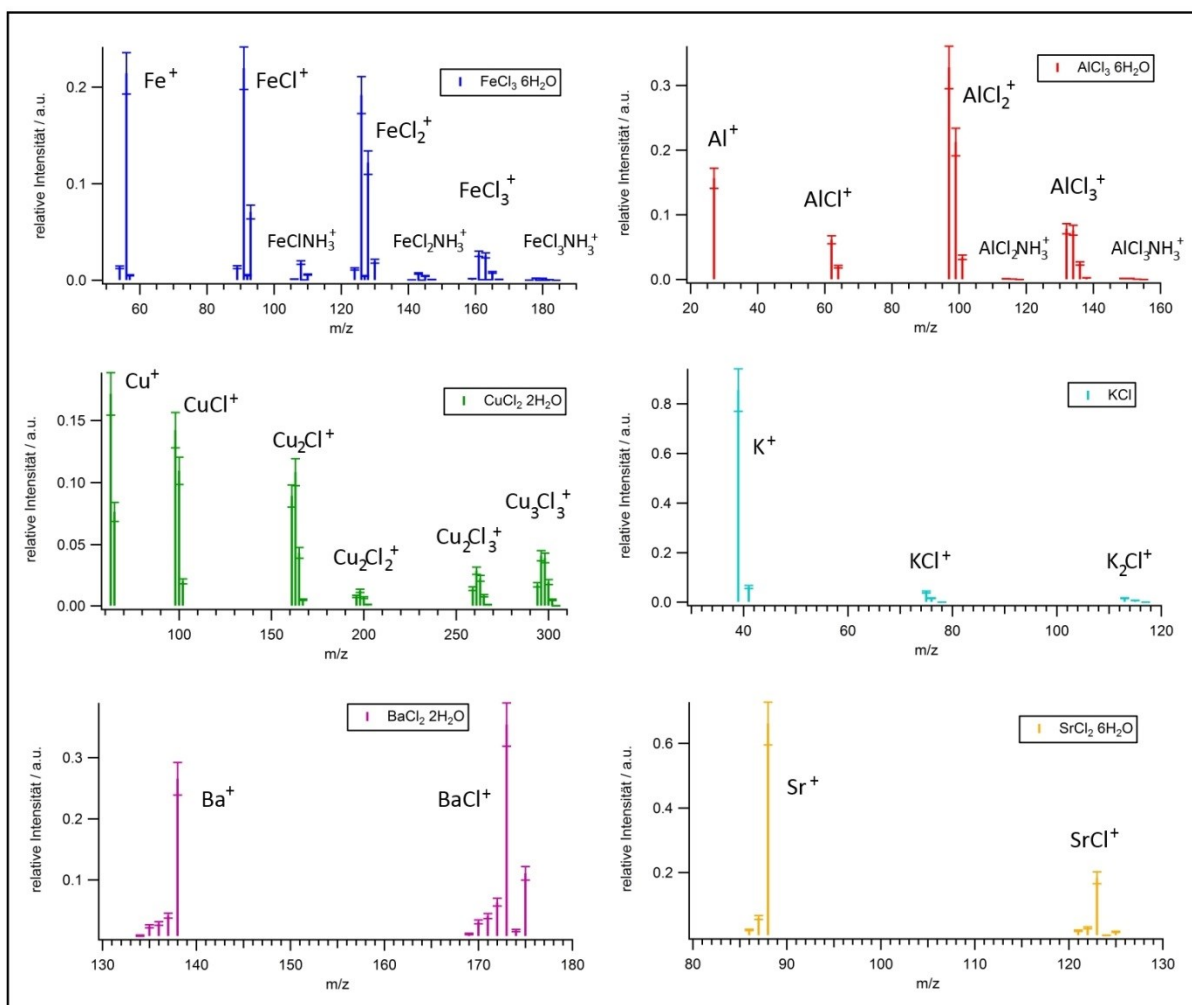 relative Intensität / a.u.
0.2
0.1
0.0
Fe⁺
FeCl⁺
FeCl₂⁺
FeCl₃⁺
FeClNH₃⁺
FeCl₂NH₃⁺
FeCl₃NH₃⁺
FeCl₃ 6H₂O
60 80 100 120 140 160 180
m/z
relative Intensität / a.u.
0.3
0.2
0.1
0.0
Al⁺
AlCl⁺
AlCl₂⁺
AlCl₃⁺
AlCl₂NH₃⁺
AlCl₃NH₃⁺
AlCl₃ 6H₂O
20 40 60 80 100 120 140 160
m/z
relative Intensität / a.u.
0.15
0.10
0.05
0.00
Cu⁺
CuCl⁺
Cu₂Cl⁺
Cu₂Cl₂⁺
Cu₂Cl₃⁺
Cu₃Cl₃⁺
CuCl₂ 2H₂O
100 150 200 250 300
m/z
relative Intensität / a.u.
0.8
0.6
0.4
0.2
0.0
K⁺
KCl⁺
K₂Cl⁺
KCl
40 60 80 100 120
m/z
relative Intensität / a.u.
0.3
0.2
0.1
Ba⁺
BaCl⁺
BaCl₂ 2H₂O
130 140 150 160 170 180
m/z
relative Intensität / a.u.
0.6
0.4
0.2
Sr⁺
SrCl⁺
SrCl₂ 6H₂O
80 90 100 110 120 130
m/z